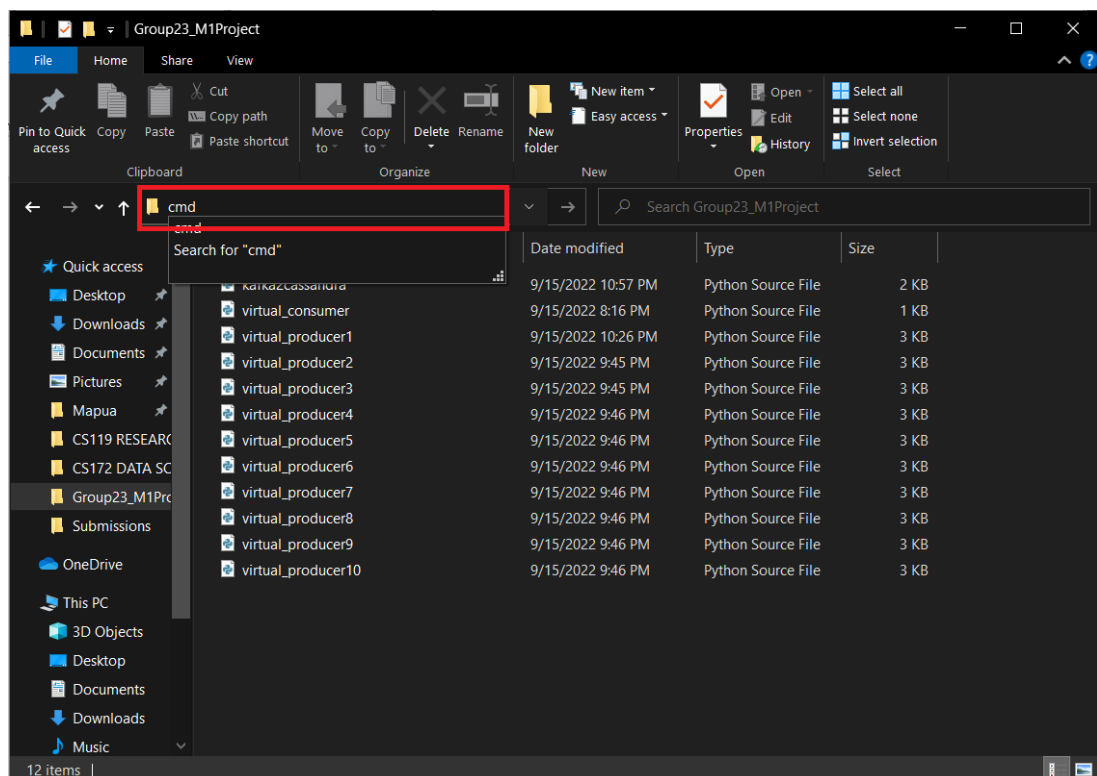 Group23_M1Project
File Home Share View
Pin to Quick access
Copy
Paste
Cut
Copy path
Paste shortcut
Clipboard
Move to
Copy to
Delete
Rename
Organize
New folder
New item
Easy access
New
Properties
Open
Edit
History
Open
Select all
Select none
Invert selection
Select
cmd
Search Group23_M1Project
cmd
Search for "cmd"
Date modified Type Size
Quick access
Desktop
Downloads
Documents
Pictures
Mapua
CS119 RESEARC
CS172 DATA SC
Group23_M1Pro
Submissions
OneDrive
This PC
3D Objects
Desktop
Documents
Downloads
Music
kafka2cassandra 9/15/2022 10:57 PM Python Source File 2 KB
virtual_consumer 9/15/2022 8:16 PM Python Source File 1 KB
virtual_producer1 9/15/2022 10:26 PM Python Source File 3 KB
virtual_producer2 9/15/2022 9:45 PM Python Source File 3 KB
virtual_producer3 9/15/2022 9:45 PM Python Source File 3 KB
virtual_producer4 9/15/2022 9:46 PM Python Source File 3 KB
virtual_producer5 9/15/2022 9:46 PM Python Source File 3 KB
virtual_producer6 9/15/2022 9:46 PM Python Source File 3 KB
virtual_producer7 9/15/2022 9:46 PM Python Source File 3 KB
virtual_producer8 9/15/2022 9:46 PM Python Source File 3 KB
virtual_producer9 9/15/2022 9:46 PM Python Source File 3 KB
virtual_producer10 9/15/2022 9:46 PM Python Source File 3 KB
12 items